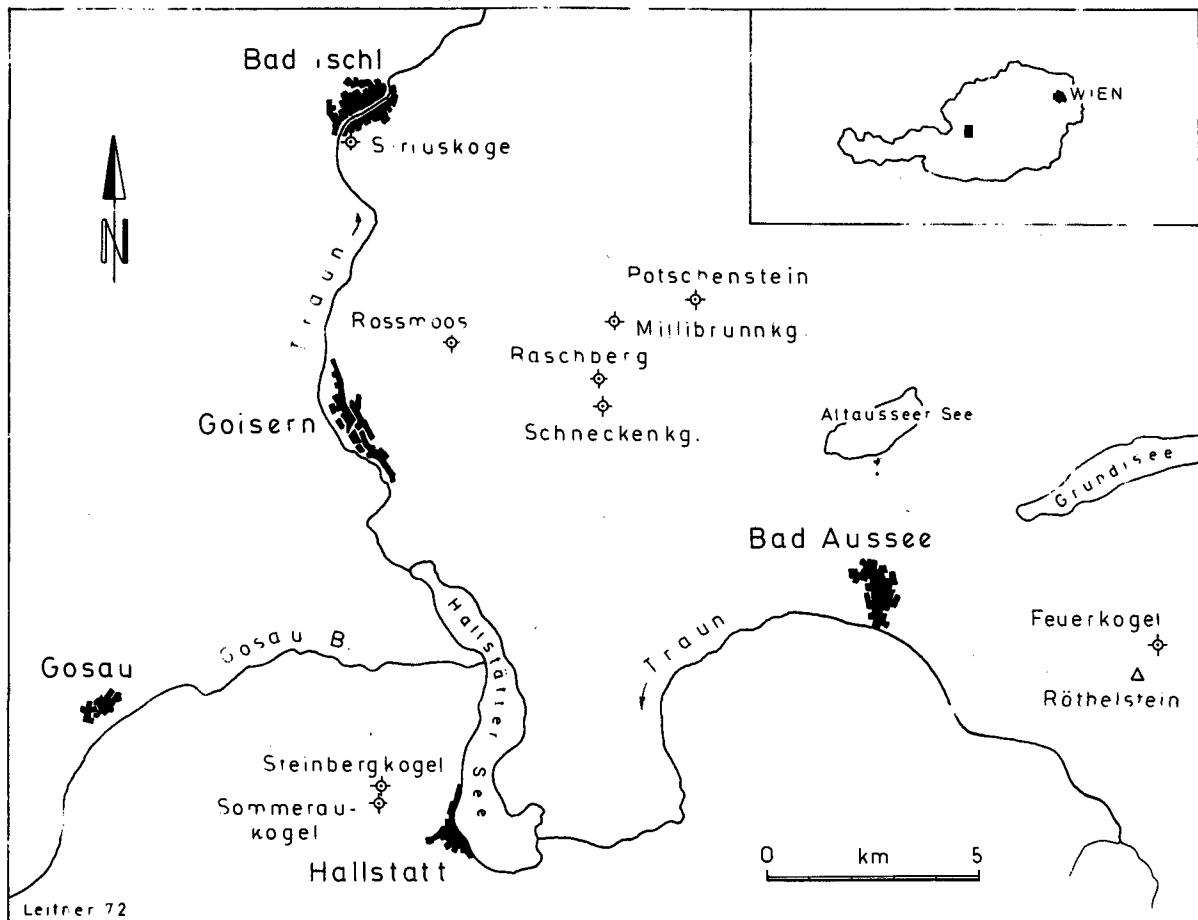 Bad Ischl
WIEN
Siriuskogel
N
Traun
Potschenstein
Rossmoos
Millibrunnkg.
Raschberg
Goisern
Schneckenkg.
Altausseer See
Grundlsee
Bad Aussee
Hallstätter See
Traun
Feuerkogel
Gosau B.
Gosau
Röthelstein
Steinbergkogel
Sommerau-
kogel
Hallstatt
0 km 5
Leitner 72